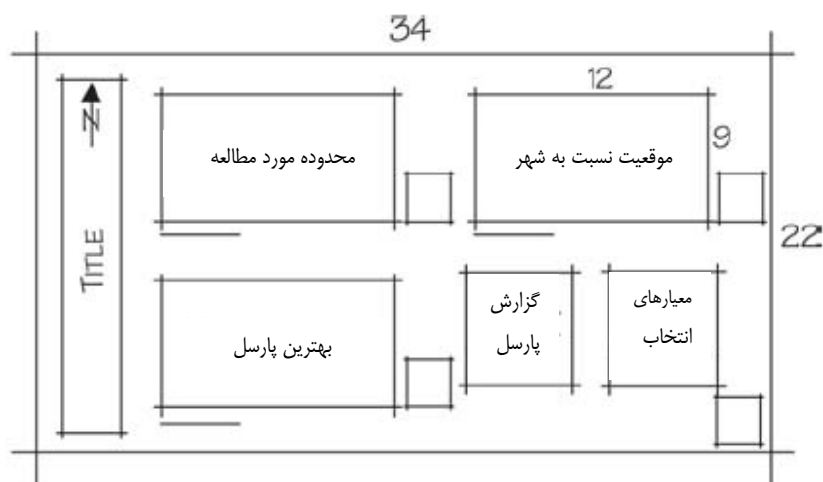 34
12
N
محدوده مورد مطالعه
موقعیت نسبت به شهر
9
22
TITLE
بهترین پارسل
گزارش
پارسل
معیارهای
انتخاب